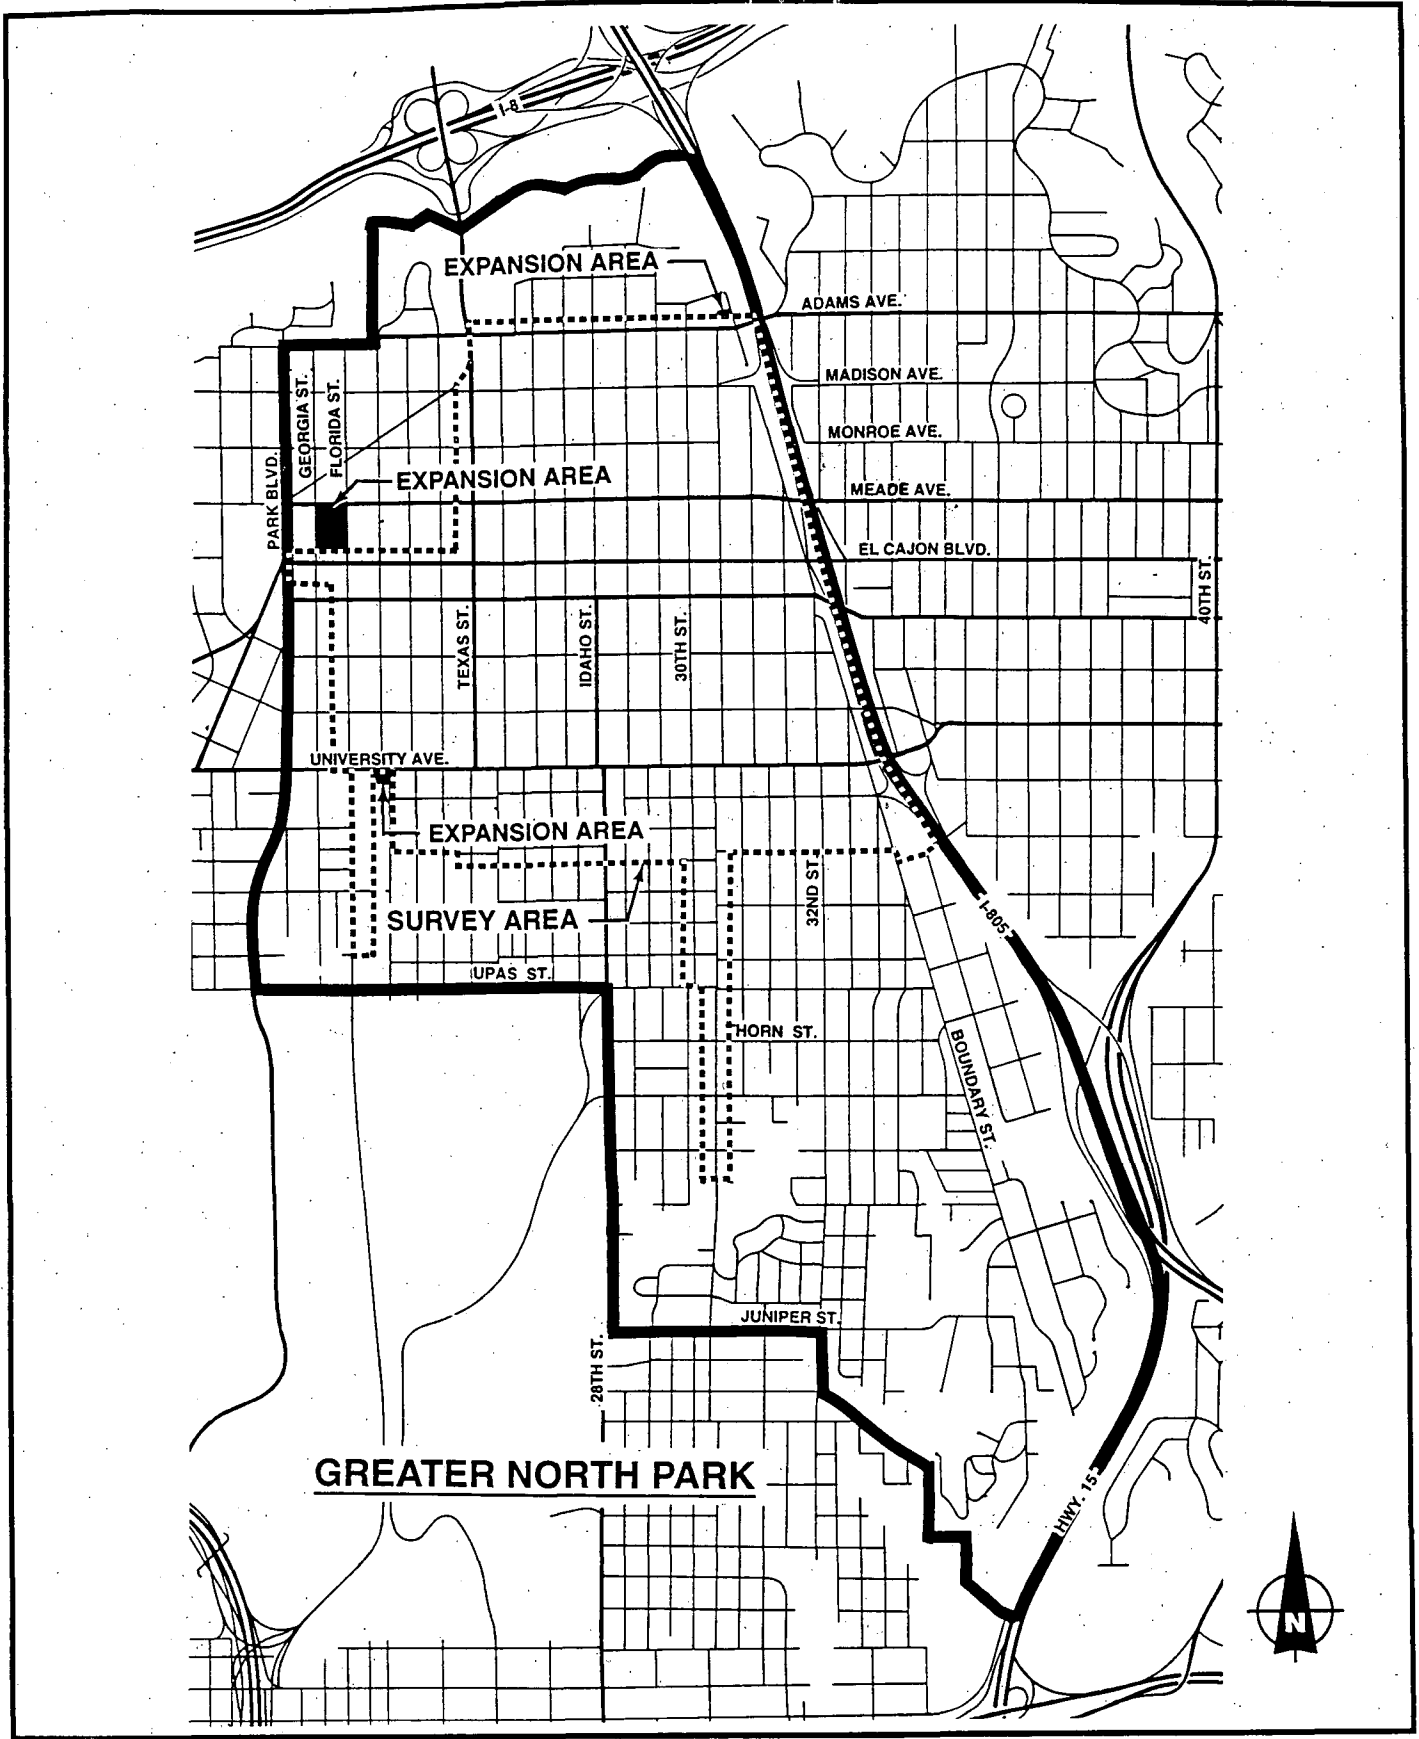 I-8
EXPANSION AREA
ADAMS AVE.
MADISON AVE.
GEORGIA ST.
FLORIDA ST.
MONROE AVE.
PARK BLVD.
EXPANSION AREA
MEADE AVE.
EL CAJON BLVD.
40TH ST.
TEXAS ST.
IDAHO ST.
30TH ST.
UNIVERSITY AVE.
EXPANSION AREA
32ND ST.
SURVEY AREA
I-805
UPAS ST.
HORN ST.
BOUNDARY ST.
JUNIPER ST.
28TH ST.
GREATER NORTH PARK
HWY. 15
N